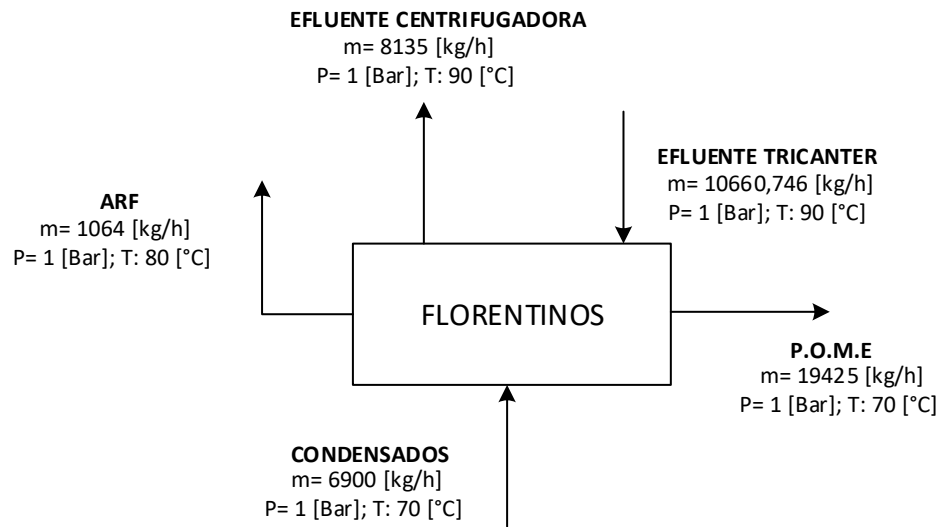 EFLUENTE CENTRIFUGADORA
m= 8135 [kg/h]
P= 1 [Bar]; T: 90 [°C]
EFLUENTE TRICANTER
m= 10660,746 [kg/h]
P= 1 [Bar]; T: 90 [°C]
ARF
m= 1064 [kg/h]
P= 1 [Bar]; T: 80 [°C]
FLORENTINOS
P.O.M.E
m= 19425 [kg/h]
P= 1 [Bar]; T: 70 [°C]
CONDENSADOS
m= 6900 [kg/h]
P= 1 [Bar]; T: 70 [°C]